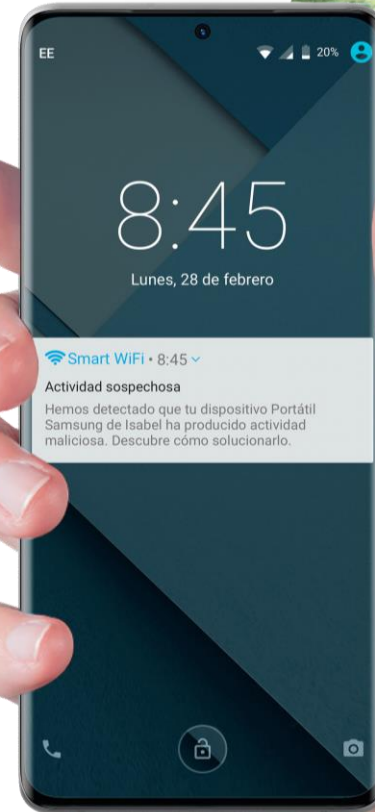 EE 20%
8:45
Lunes, 28 de febrero
Smart WiFi • 8:45
Actividad sospechosa
Hemos detectado que tu dispositivo Portátil
Samsung de Isabel ha producido actividad
maliciosa. Descubre cómo solucionarlo.